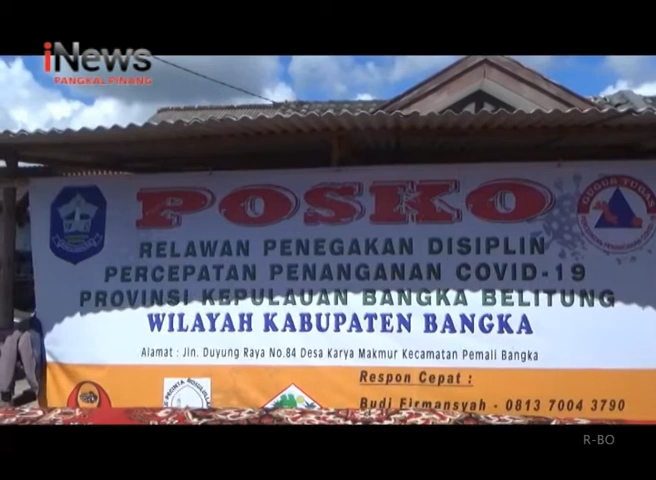 iNews
PANGKAL PINANG
POSKO
GUGUS TUGAS
RELAWAN PENEGAKAN DISIPLIN
PERCEPATAN PENANGANAN COVID-19
PROVINSI KEPULAUAN BANGKA BELITUNG
WILAYAH KABUPATEN BANGKA
Alamat : Jln. Duyung Raya No.84 Desa Karya Makmur Kecamatan Pemali Bangka
Respon Cepat :
Budi Firmansyah - 0813 7004 3790
R-BO